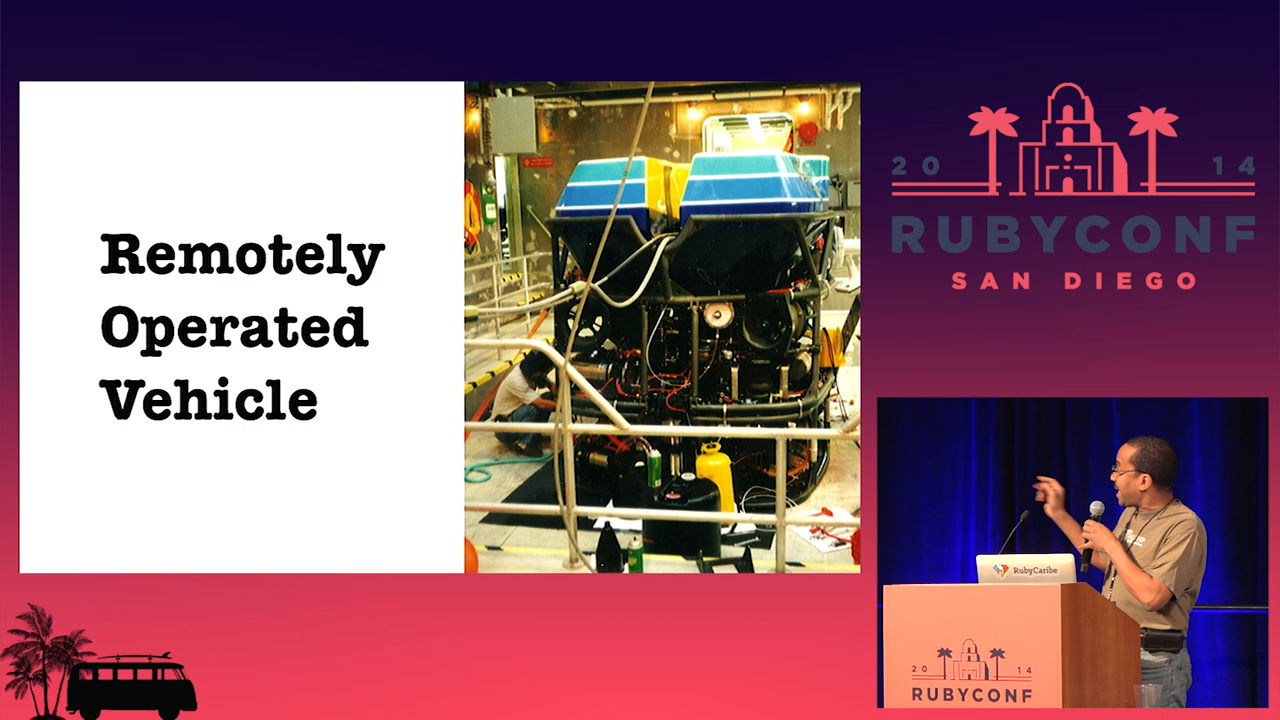 Remotely
Operated
Vehicle
20 14
RUBYCONF
SAN DIEGO
RubyCaribe
20 14
RUBYCONF